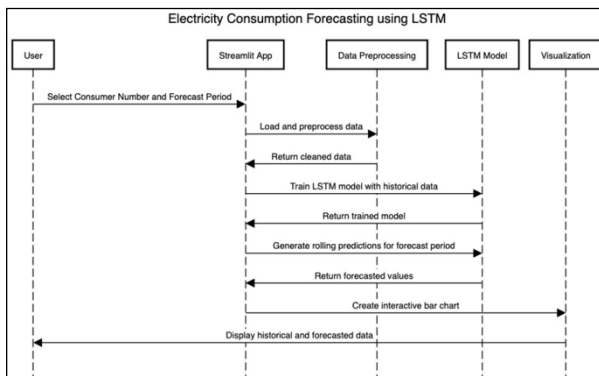 Electricity Consumption Forecasting using LSTM
User
Streamlit App
Data Preprocessing
LSTM Model
Visualization
Select Consumer Number and Forecast Period
Load and preprocess data
Return cleaned data
Train LSTM model with historical data
Return trained model
Generate rolling predictions for forecast period
Return forecasted values
Create interactive bar chart
Display historical and forecasted data